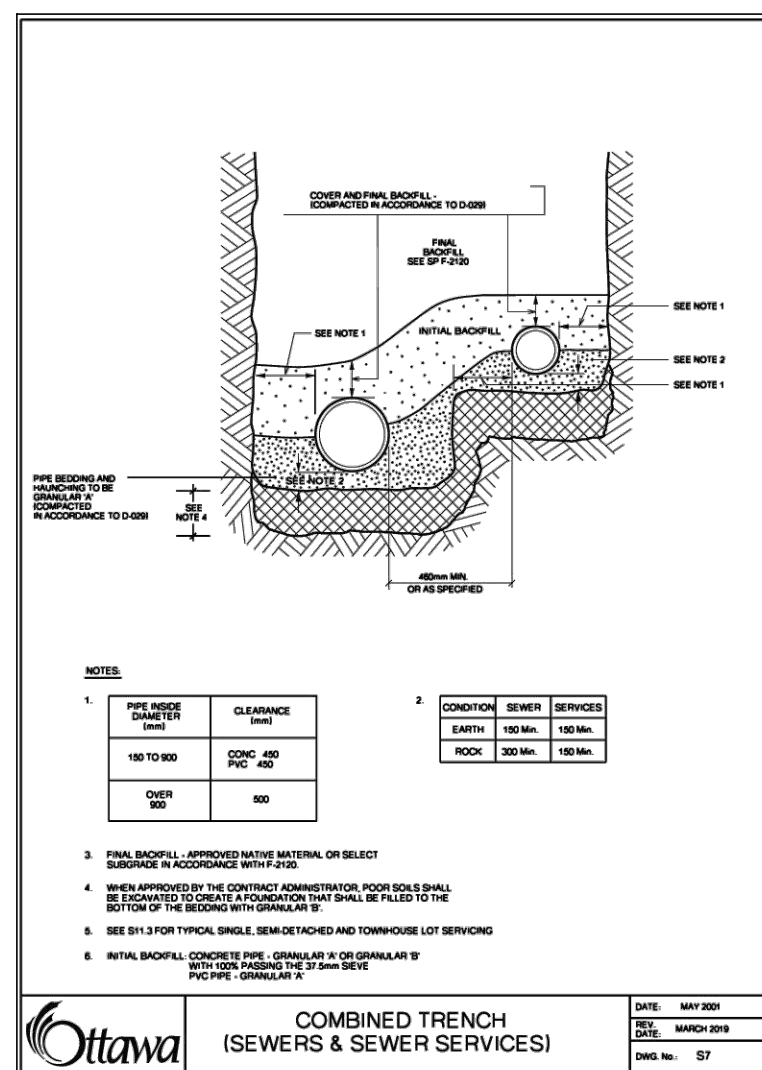 COVER AND FINAL BACKFILL -
(COMPACTED IN ACCORDANCE TO D-029)
FINAL
BACKFILL
SEE SP F-2120
SEE NOTE 1
SEE NOTE 1
INITIAL BACKFILL
SEE NOTE 2
SEE NOTE 1
PIPE BEDDING AND
HAUNCHING TO BE
GRANULAR 'A'
(COMPACTED
IN ACCORDANCE TO D-029)
SEE NOTE 2
SEE
NOTE 4
450mm MIN.
OR AS SPECIFIED
NOTES:
1.
PIPE INSIDE
DIAMETER
(mm)
CLEARANCE
(mm)
150 TO 900
CONC 450
PVC 450
OVER
900
500
2.
CONDITION SEWER SERVICES
EARTH 150 Min. 150 Min.
ROCK 300 Min. 150 Min.
3. FINAL BACKFILL - APPROVED NATIVE MATERIAL OR SELECT
SUBGRADE IN ACCORDANCE WITH F-2120.
4. WHEN APPROVED BY THE CONTRACT ADMINISTRATOR, POOR SOILS SHALL
BE EXCAVATED TO CREATE A FOUNDATION THAT SHALL BE FILLED TO THE
BOTTOM OF THE BEDDING WITH GRANULAR 'B'.
5. SEE S11.3 FOR TYPICAL SINGLE, SEMI-DETACHED AND TOWNHOUSE LOT SERVICING
6. INITIAL BACKFILL: CONCRETE PIPE - GRANULAR 'A' OR GRANULAR 'B'
WITH 100% PASSING THE 37.5mm SIEVE
PVC PIPE - GRANULAR 'A'
Ottawa
COMBINED TRENCH
(SEWERS & SEWER SERVICES)
DATE: MAY 2001
REV.
DATE: MARCH 2019
DWG. No.: S7